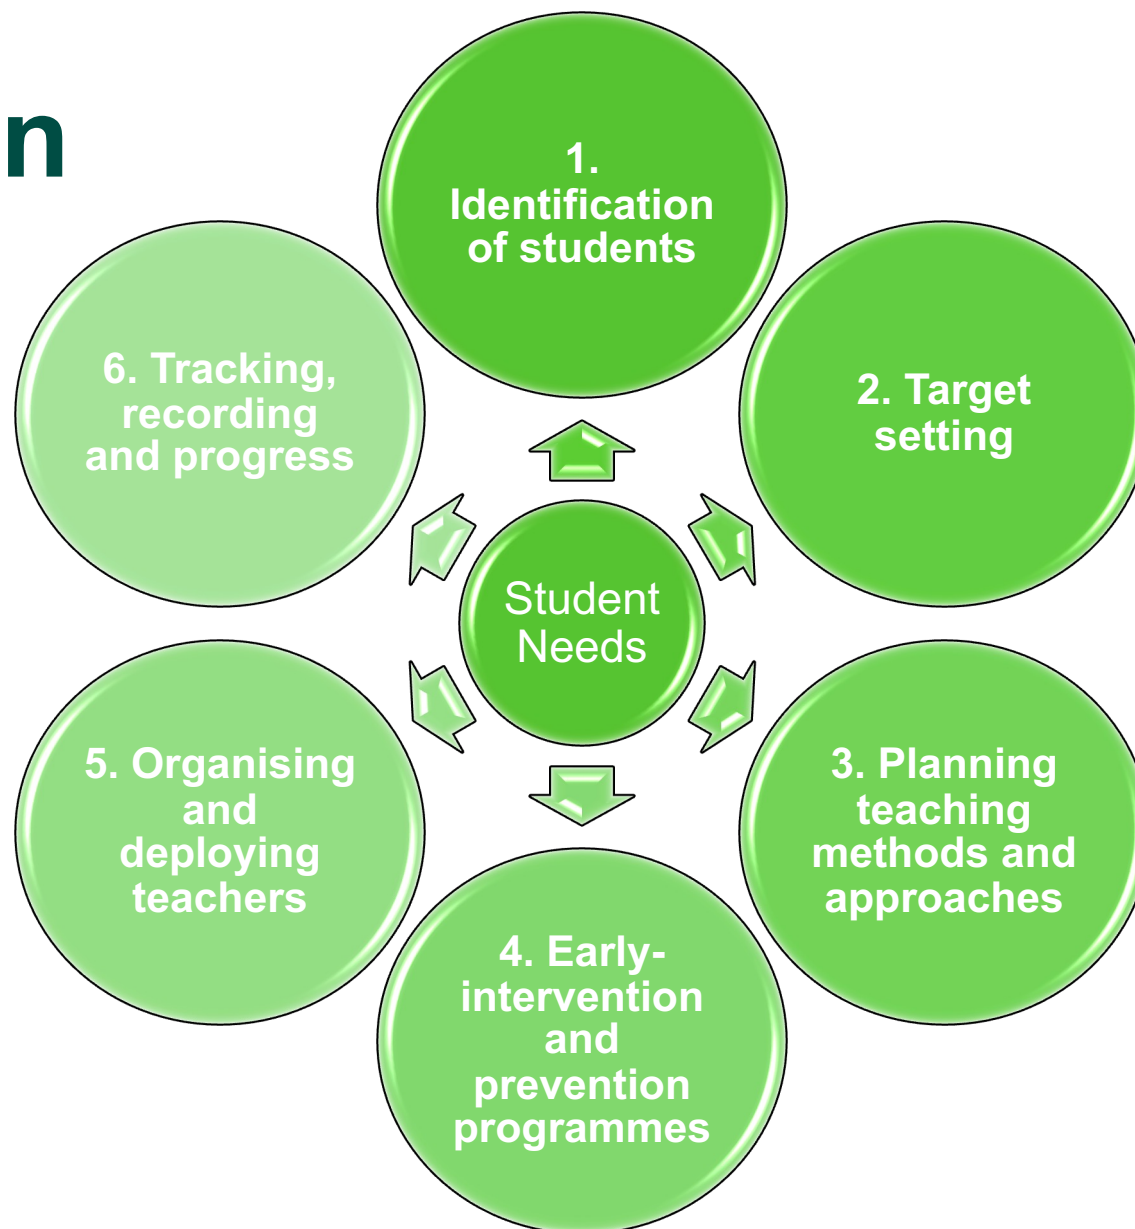 n
1.
Identification
of students
2. Target
setting
3. Planning
teaching
methods and
approaches
4. Early-
intervention
and
prevention
programmes
5. Organising
and
deploying
teachers
6. Tracking,
recording
and progress
Student
Needs